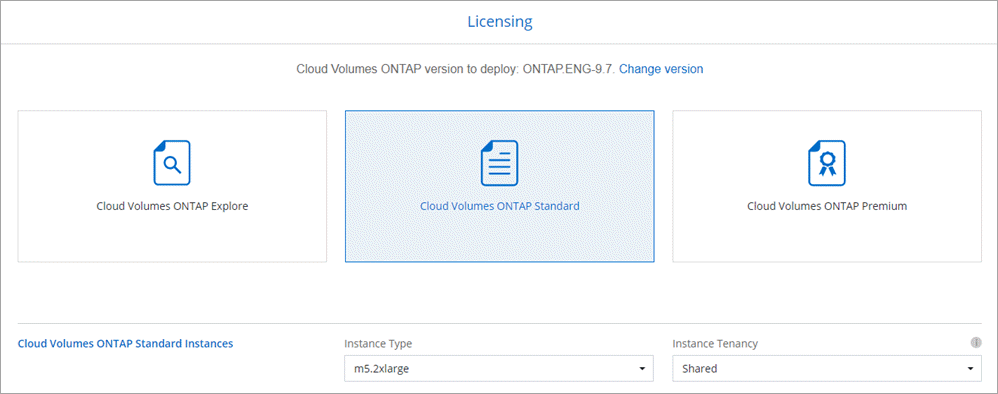 Licensing
Cloud Volumes ONTAP version to deploy: ONTAP.ENG-9.7. Change version
Cloud Volumes ONTAP Explore
Cloud Volumes ONTAP Standard
Cloud Volumes ONTAP Premium
Cloud Volumes ONTAP Standard Instances
Instance Type
Instance Tenancy
i
m5.2xlarge
Shared